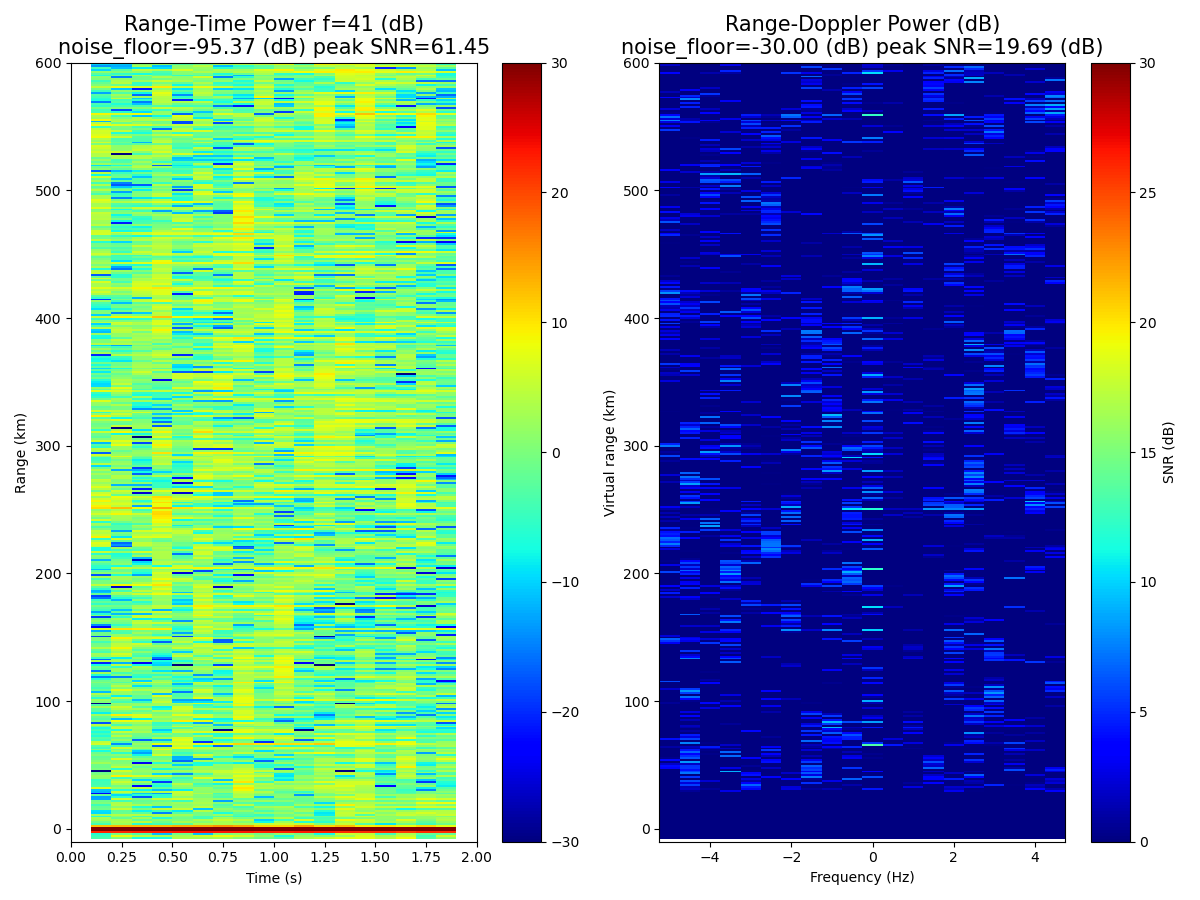 Range-Time Power f=41 (dB)
noise_floor=-95.37 (dB) peak SNR=61.45
Range (km)
600
500
400
300
200
100
0
0.00 0.25 0.50 0.75 1.00 1.25 1.50 1.75 2.00
Time (s)
30
20
10
0
−10
−20
−30
Range-Doppler Power (dB)
noise_floor=-30.00 (dB) peak SNR=19.69 (dB)
Virtual range (km)
600
500
400
300
200
100
0
−4 −2 0 2 4
Frequency (Hz)
30
25
20
15
10
5
0
SNR (dB)